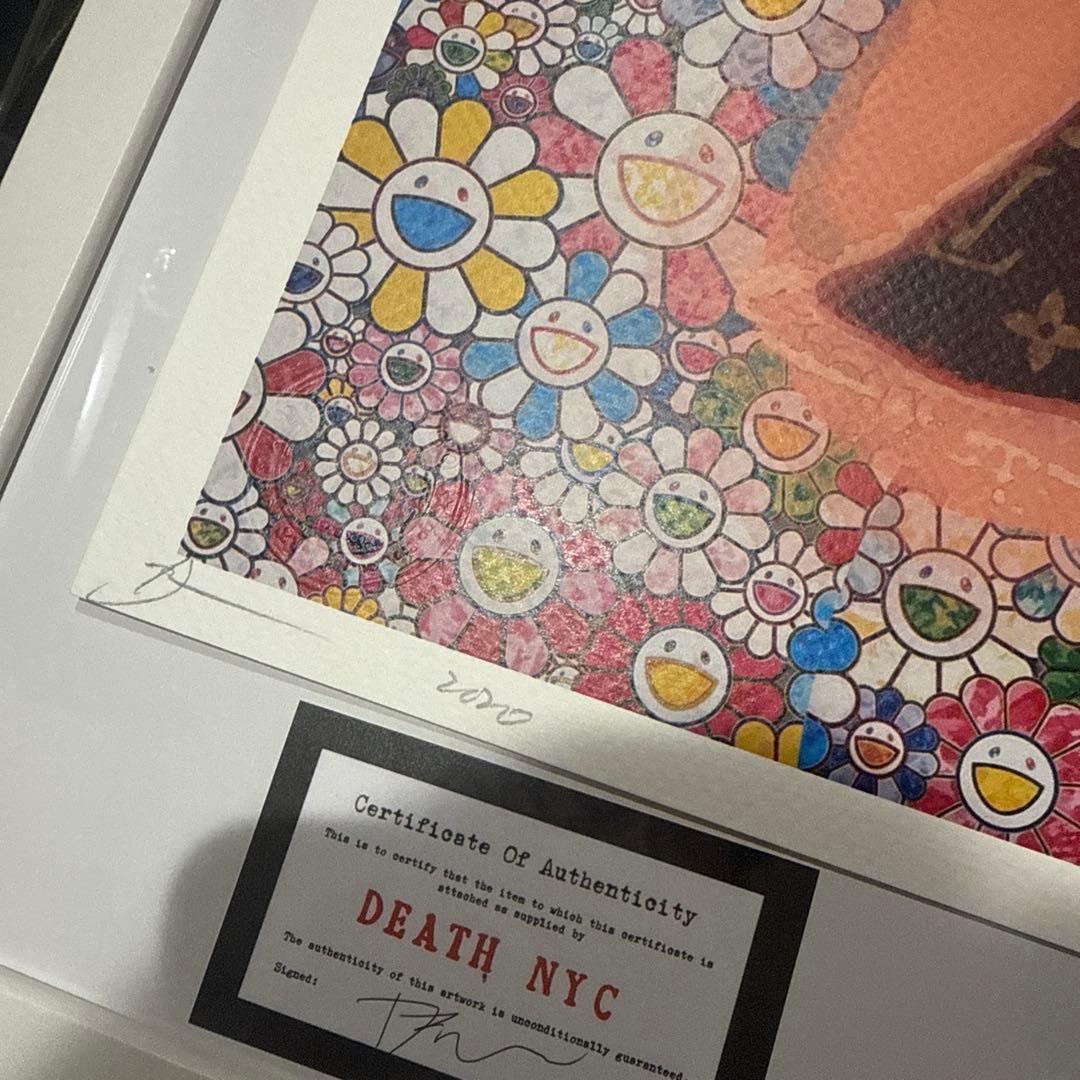 LV
2020
Certificate Of Authenticity
This is to certify that the item to which this certificate is
attached as supplied by
DEATH NYC
The authenticity of this artwork is unconditionally guaranteed.
Signed: